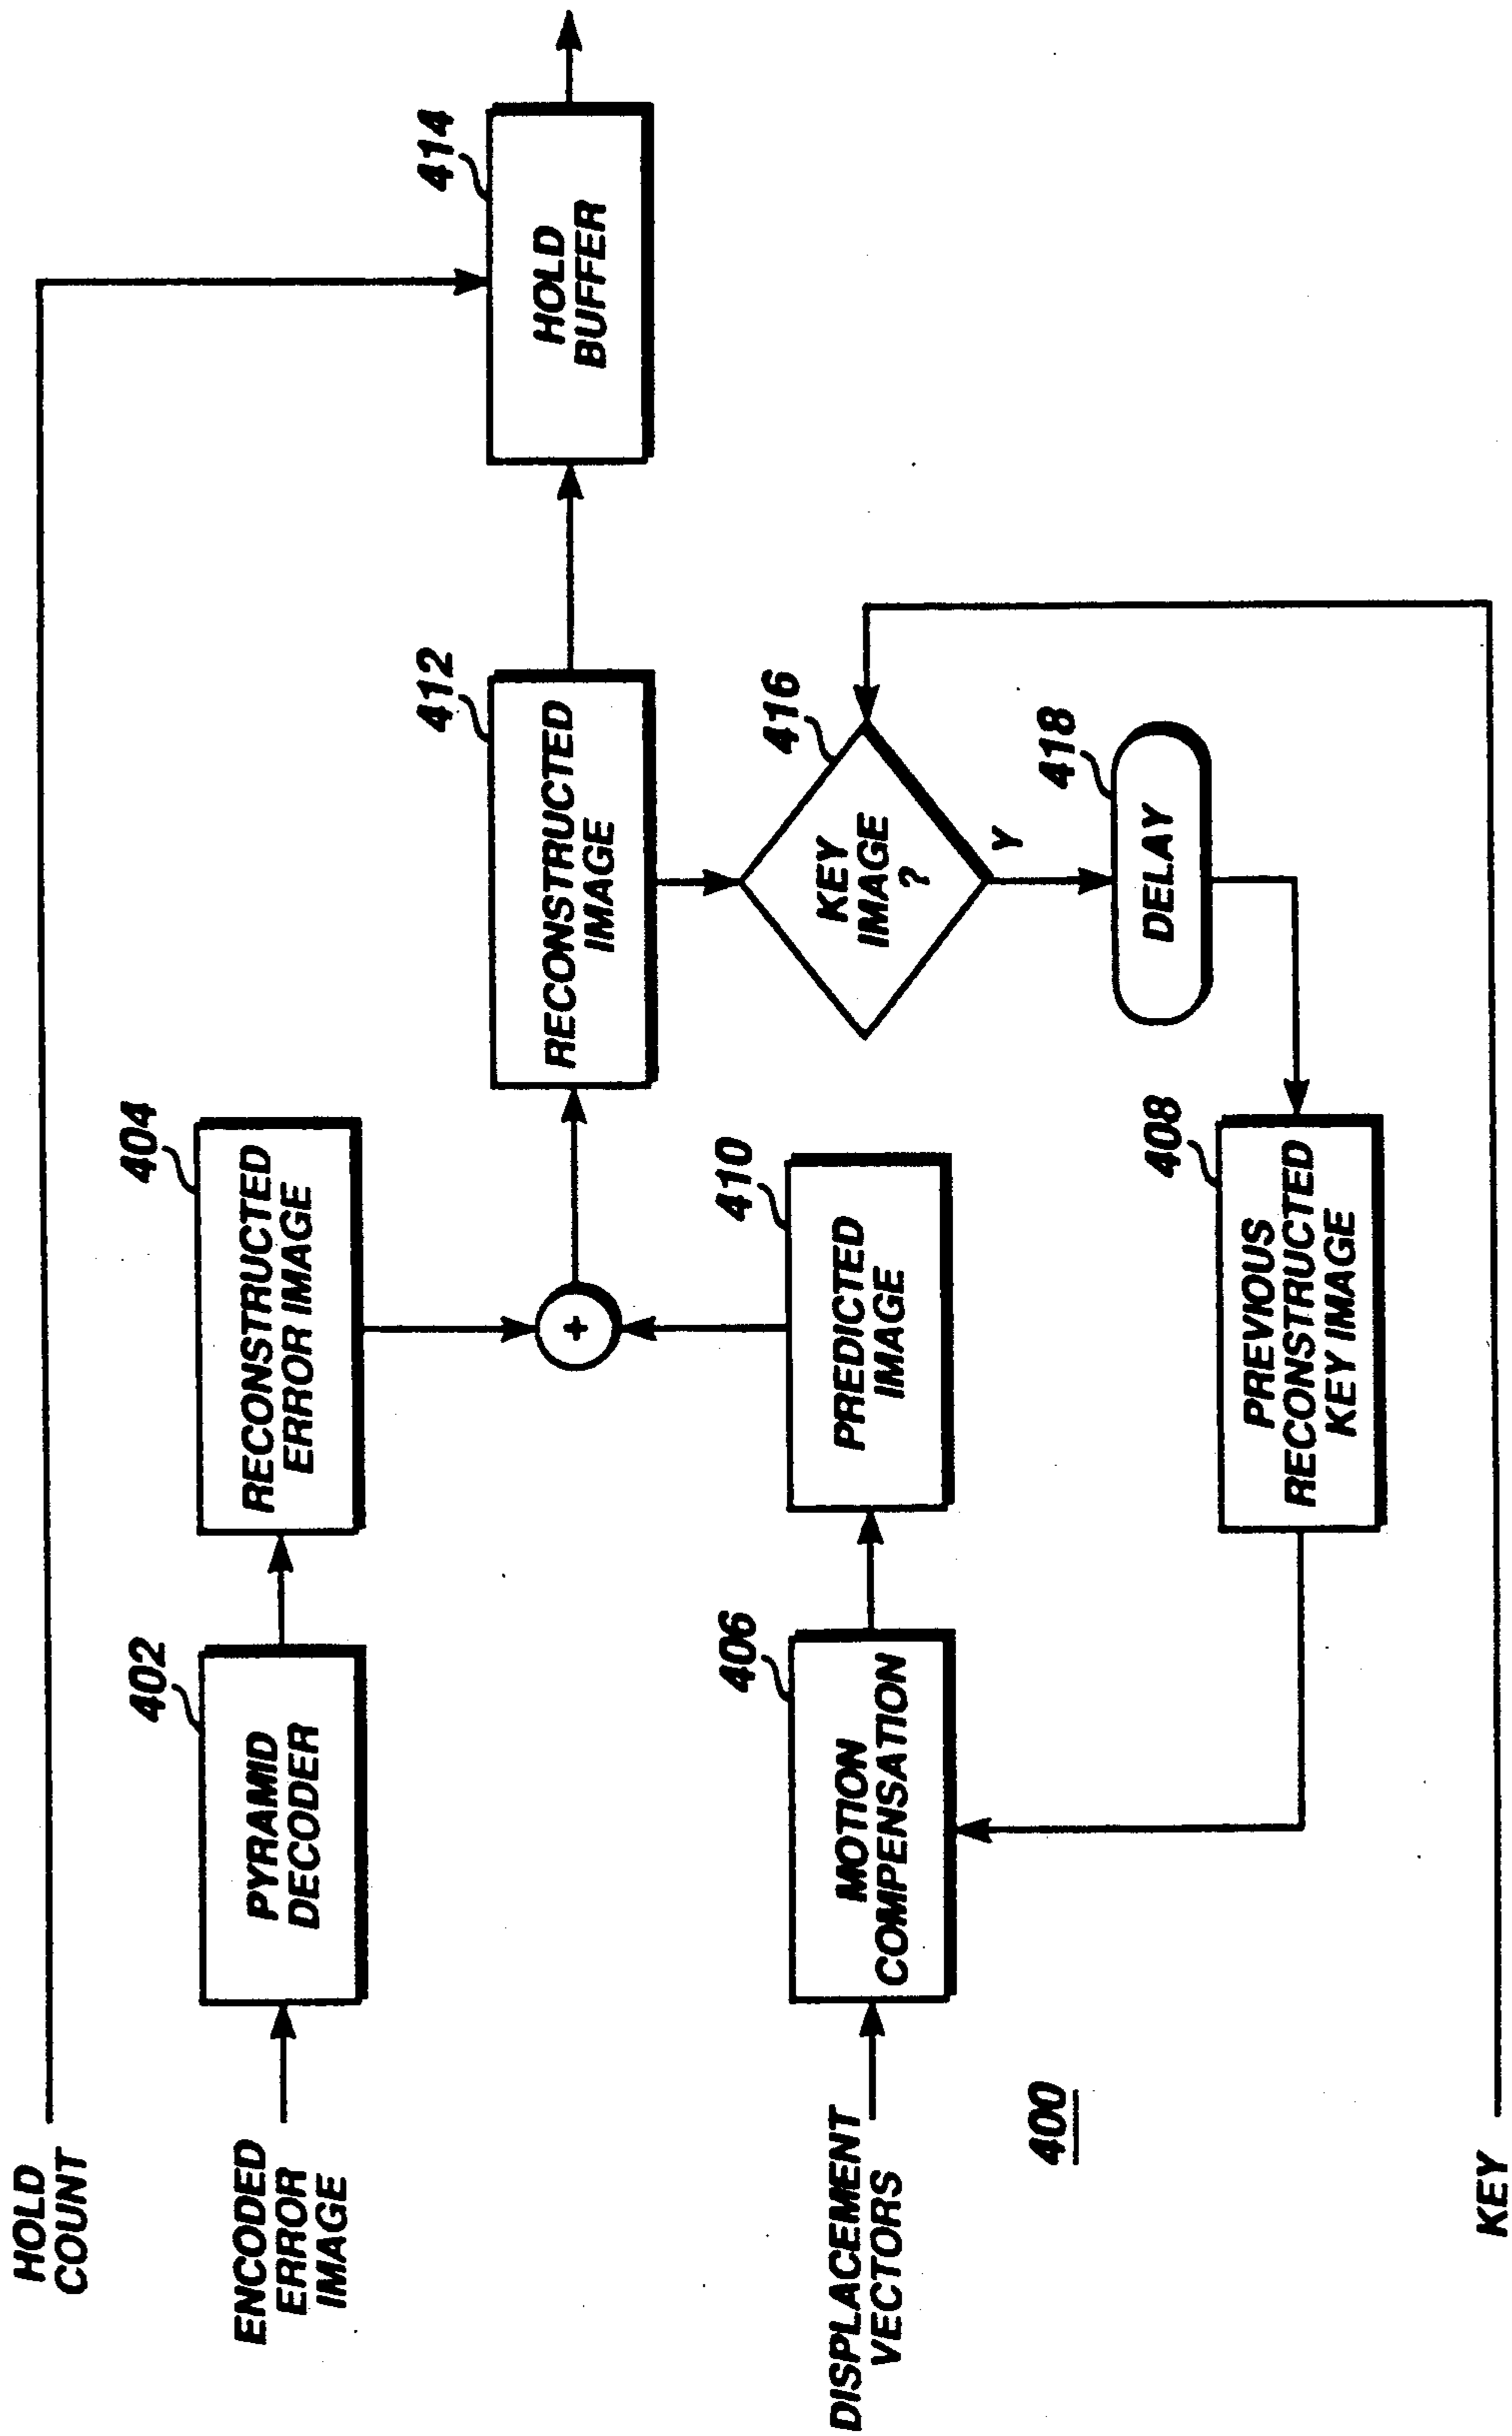 HOLD
COUNT
ENCODED
ERROR
IMAGE
402
PYRAMID
DECODER
404
RECONSTRUCTED
ERROR IMAGE
+
412
RECONSTRUCTED
IMAGE
414
HOLD
BUFFER
DISPLACEMENT
VECTORS
406
MOTION
COMPENSATION
410
PREDICTED
IMAGE
416
KEY
IMAGE
?
Y
418
DELAY
408
PREVIOUS
RECONSTRUCTED
KEY IMAGE
400
KEY